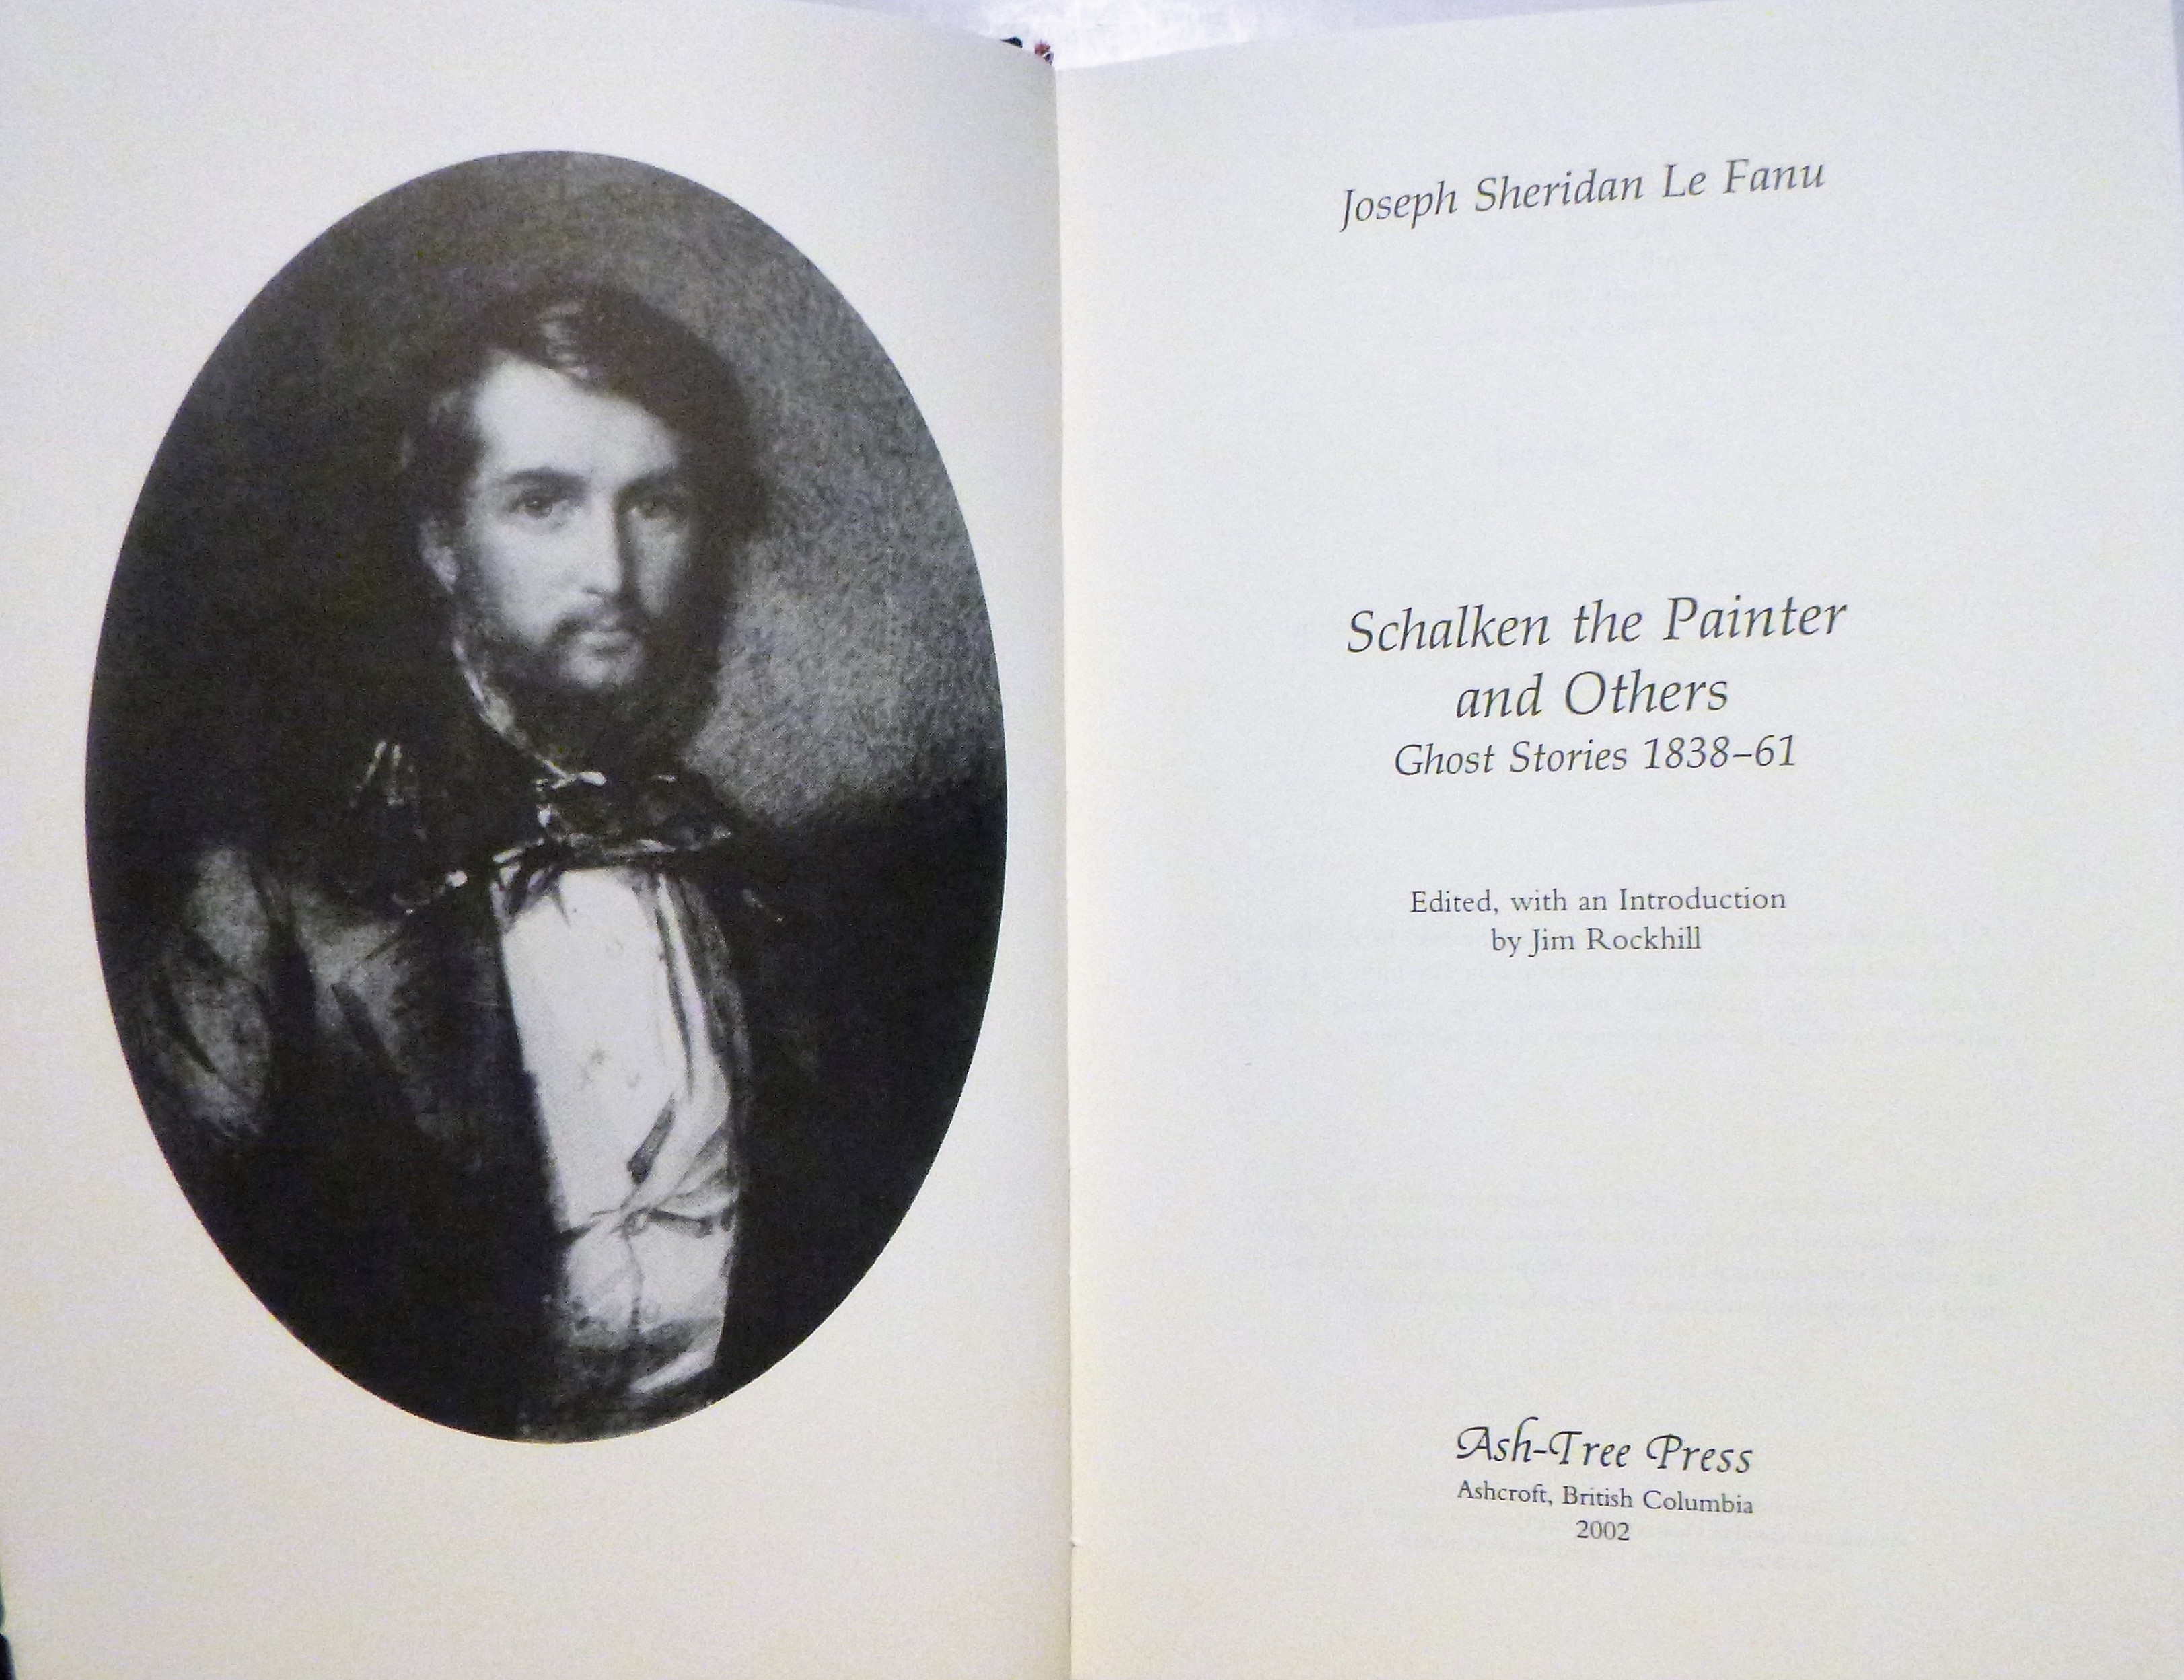 Joseph Sheridan Le Fanu
Schalken the Painter
and Others
Ghost Stories 1838–61
Edited, with an Introduction
by Jim Rockhill
Ash-Tree Press
Ashcroft, British Columbia
2002